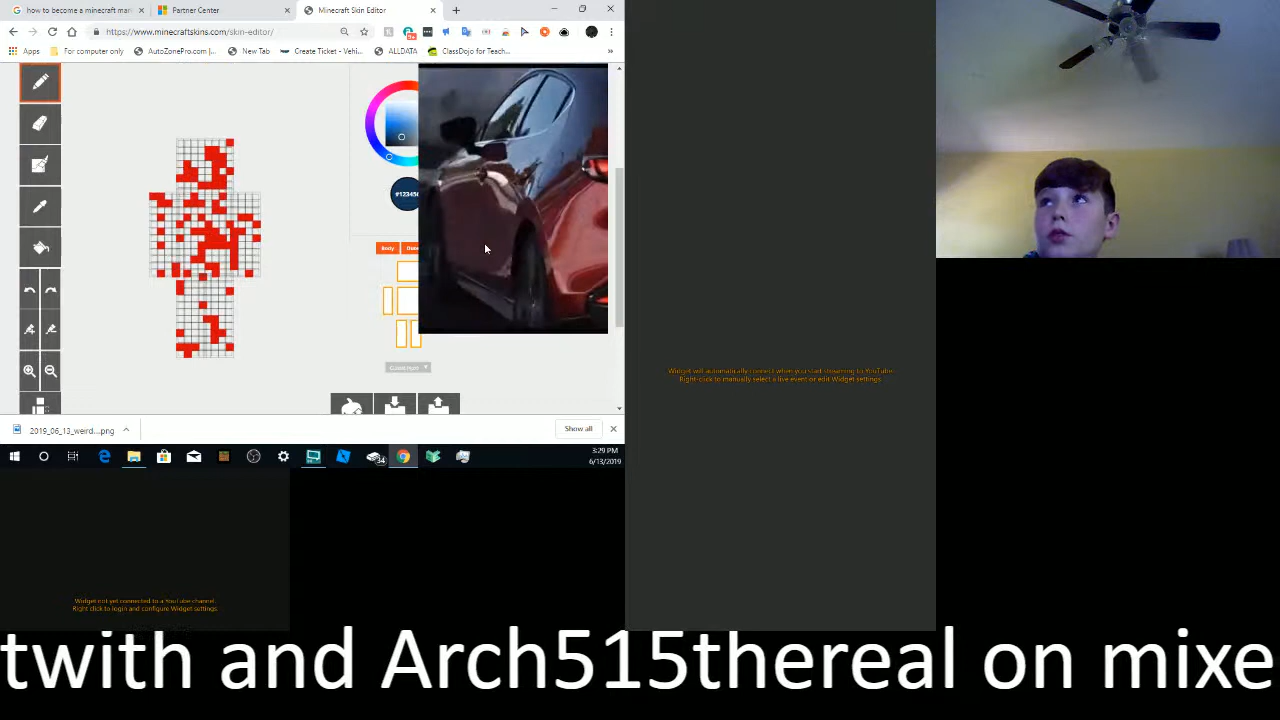 how to become a minecraft mar
Partner Center
Minecraft Skin Editor
https://www.minecraftskins.com/skin-editor/
Apps
For computer only
AutoZonePro.com |...
New Tab
Create Ticket - Vehi...
ALLDATA
ClassDojo for Teach...
#123456
Body
2019_06_13_weird....png
Show all
34
3:29 PM
6/13/2019
Widget will automatically connect when you start streaming to YouTube.
Right-click to manually select a live event or edit Widget settings
Widget not yet connected to a YouTube channel.
Right click to login and configure Widget settings
twith and Arch515thereal on mixe